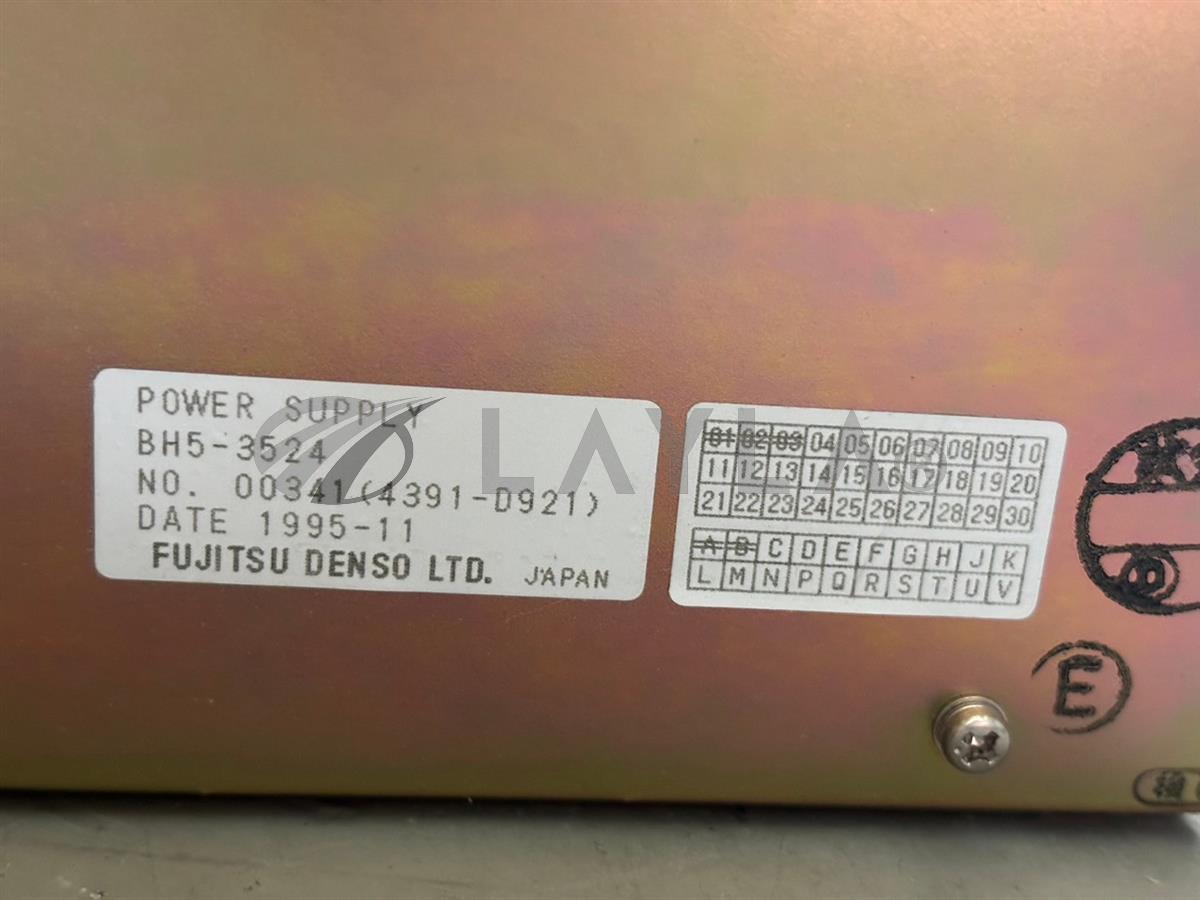 POWER SUPPLY
BH5-3524
NO. 00341(4391-D921)
DATE 1995-11
FUJITSU DENSO LTD. JAPAN
01 02 03 04 05 06 07 08 09 10
11 12 13 14 15 16 17 18 19 20
21 22 23 24 25 26 27 28 29 30
A B C D E F G H J K
L M N P Q R S T U V
E